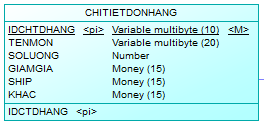 CHITIETDONHANG
IDCHTDHANG <pi> Variable multibyte (10) <M>
TENMON Variable multibyte (20)
SOLUONG Number
GIAMGIA Money (15)
SHIP Money (15)
KHAC Money (15)
IDCTDHANG <pi>